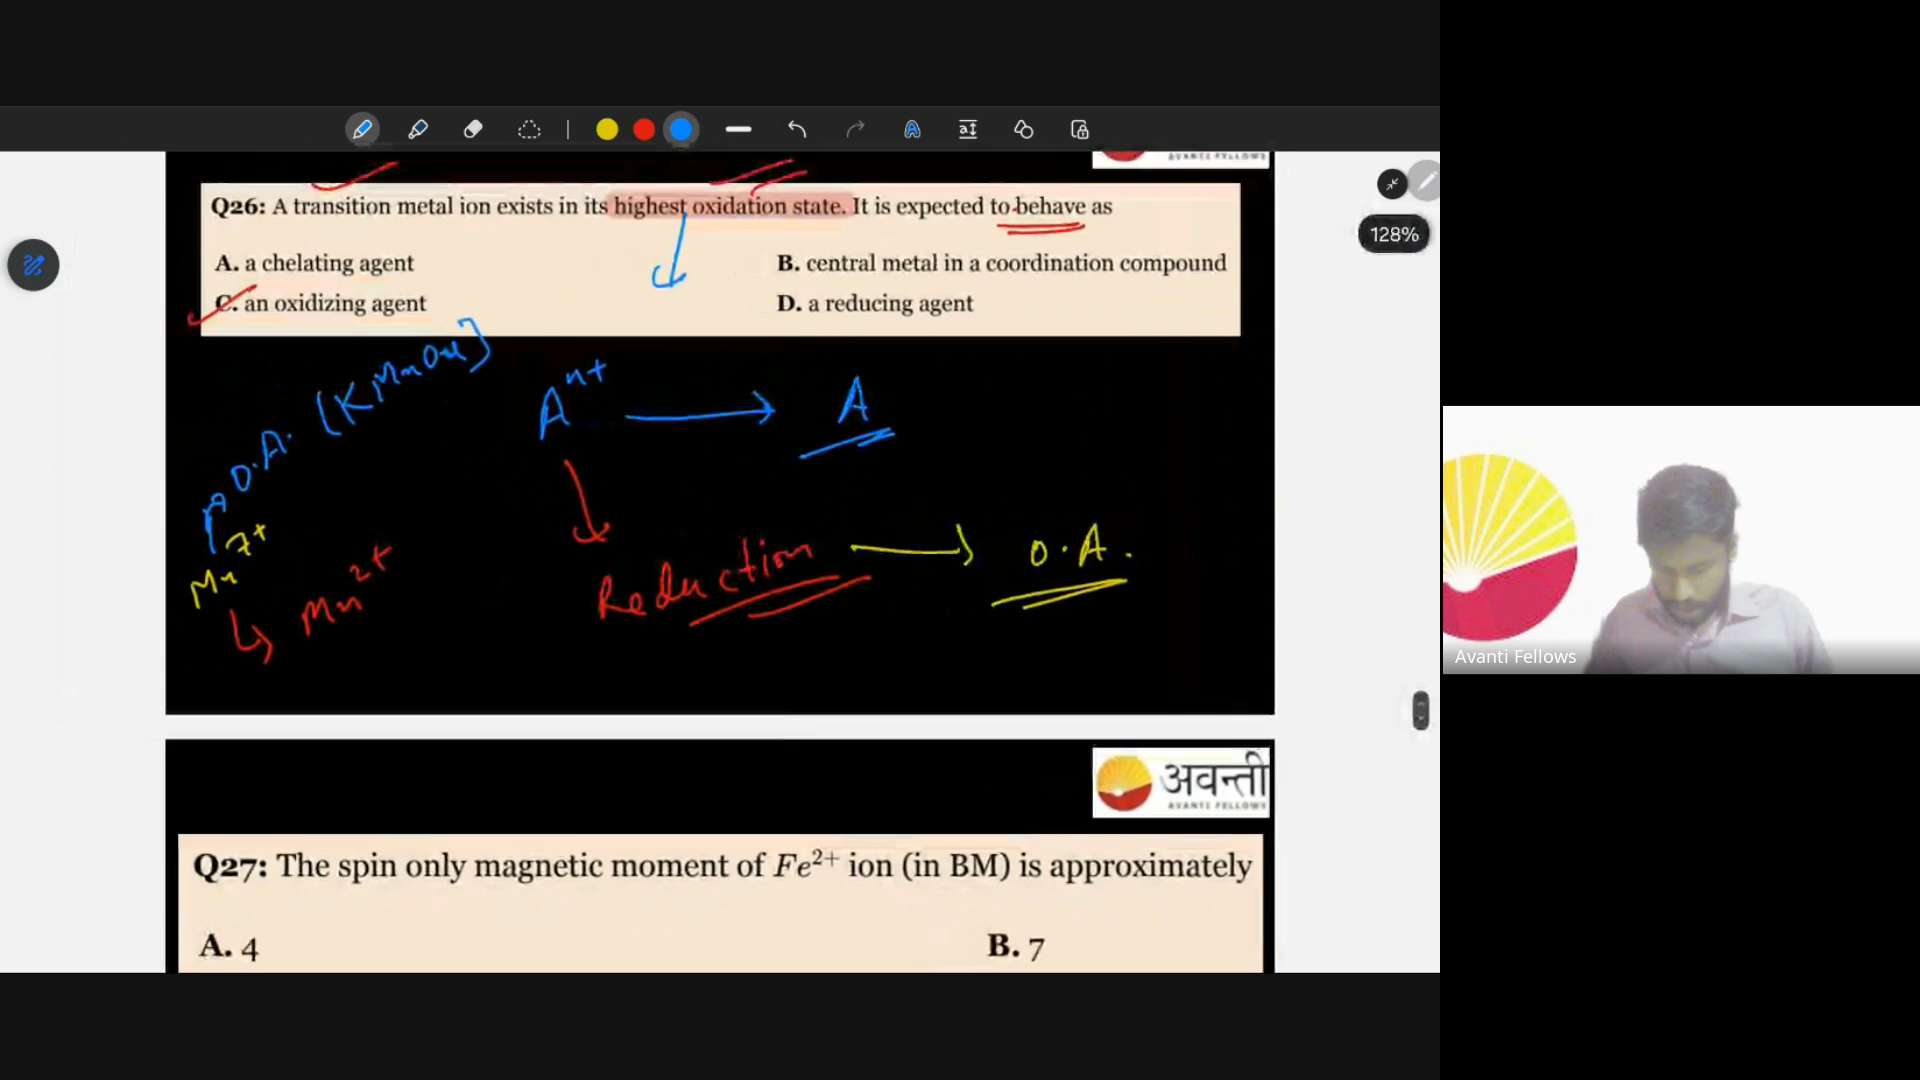 128%
AVANTI FELLOWS
Q26: A transition metal ion exists in its highest oxidation state. It is expected to behave as
A. a chelating agent
B. central metal in a coordination compound
C. an oxidizing agent
D. a reducing agent
O.A. (KMnO4)
Aⁿ⁺ → A
Mn⁷⁺
Mn²⁺
Reduction → O.A.
Avanti Fellows
अवन्ती
AVANTI FELLOWS
Q27: The spin only magnetic moment of Fe²⁺ ion (in BM) is approximately
A. 4
B. 7